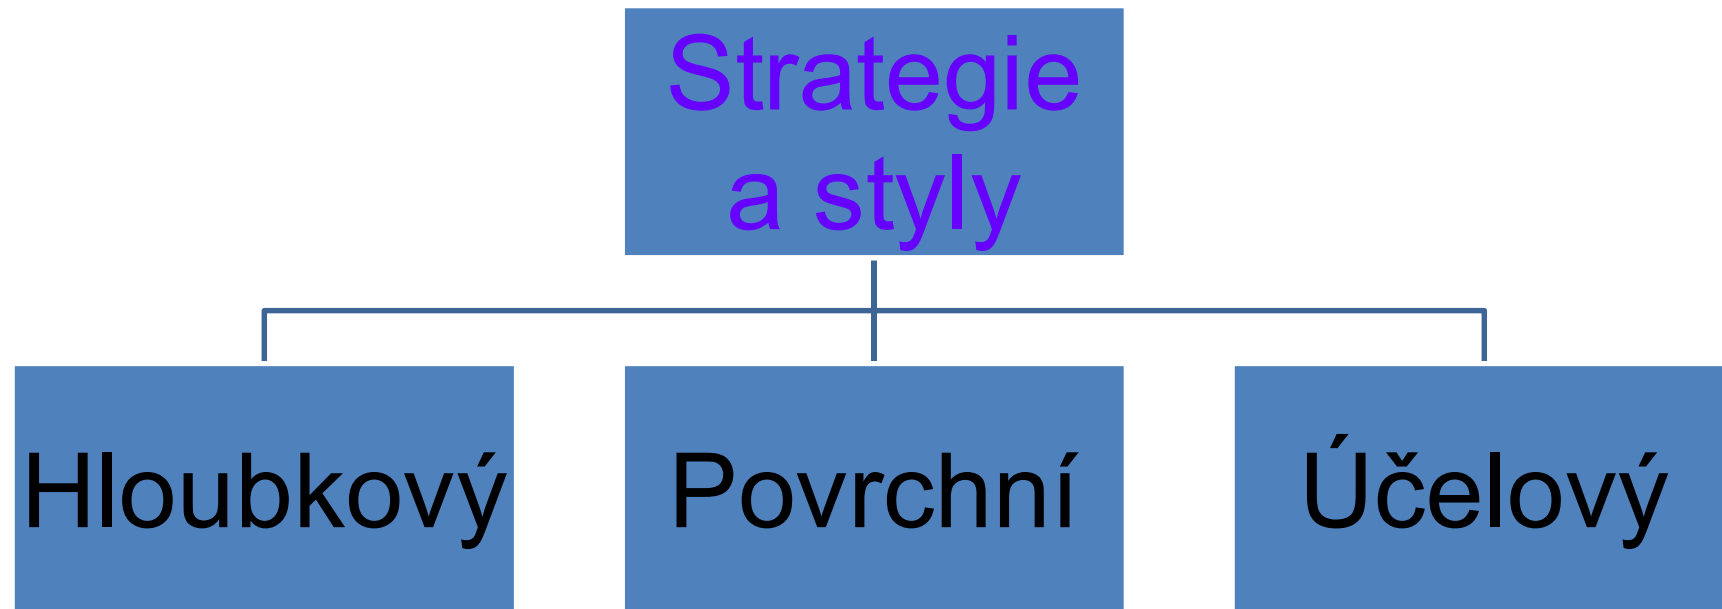 Strategie
a styly
Hloubkový
Povrchní
Účelový